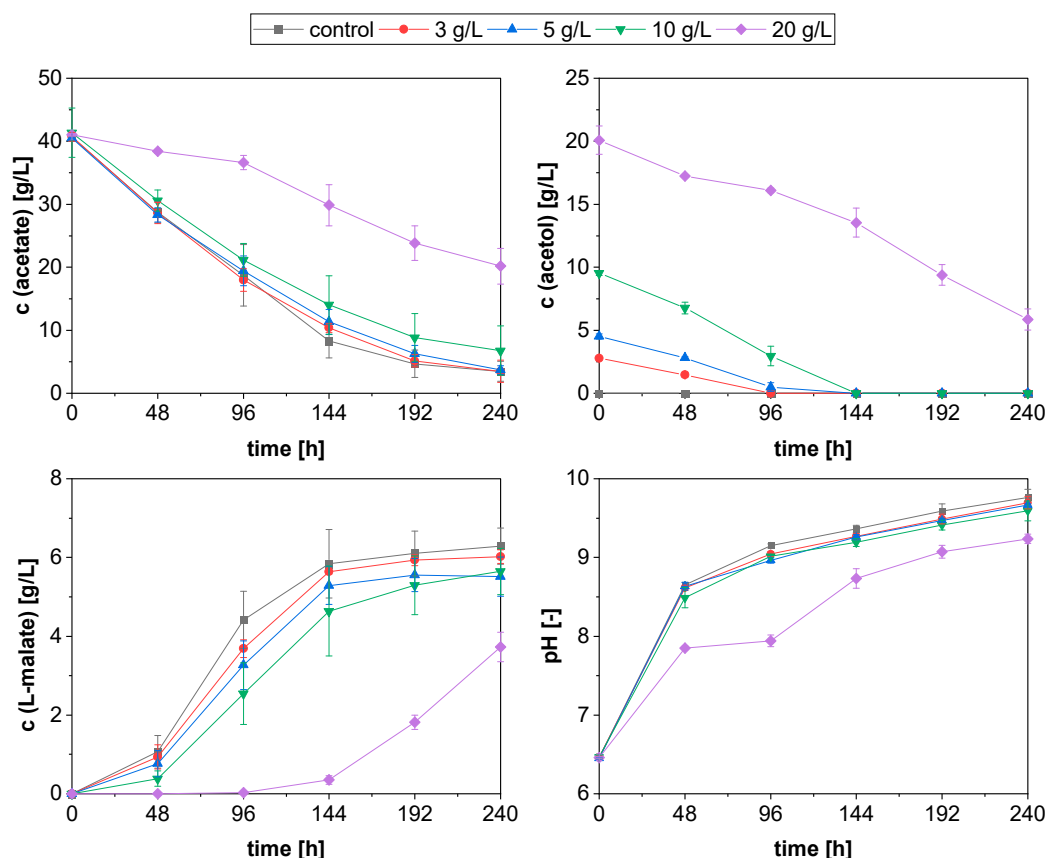 control 3 g/L 5 g/L 10 g/L 20 g/L
c (acetate) [g/L]
50
40
30
20
10
0
0 48 96 144 192 240
time [h]
c (acetol) [g/L]
25
20
15
10
5
0
0 48 96 144 192 240
time [h]
c (L-malate) [g/L]
8
6
4
2
0
0 48 96 144 192 240
time [h]
pH [-]
10
9
8
7
6
0 48 96 144 192 240
time [h]